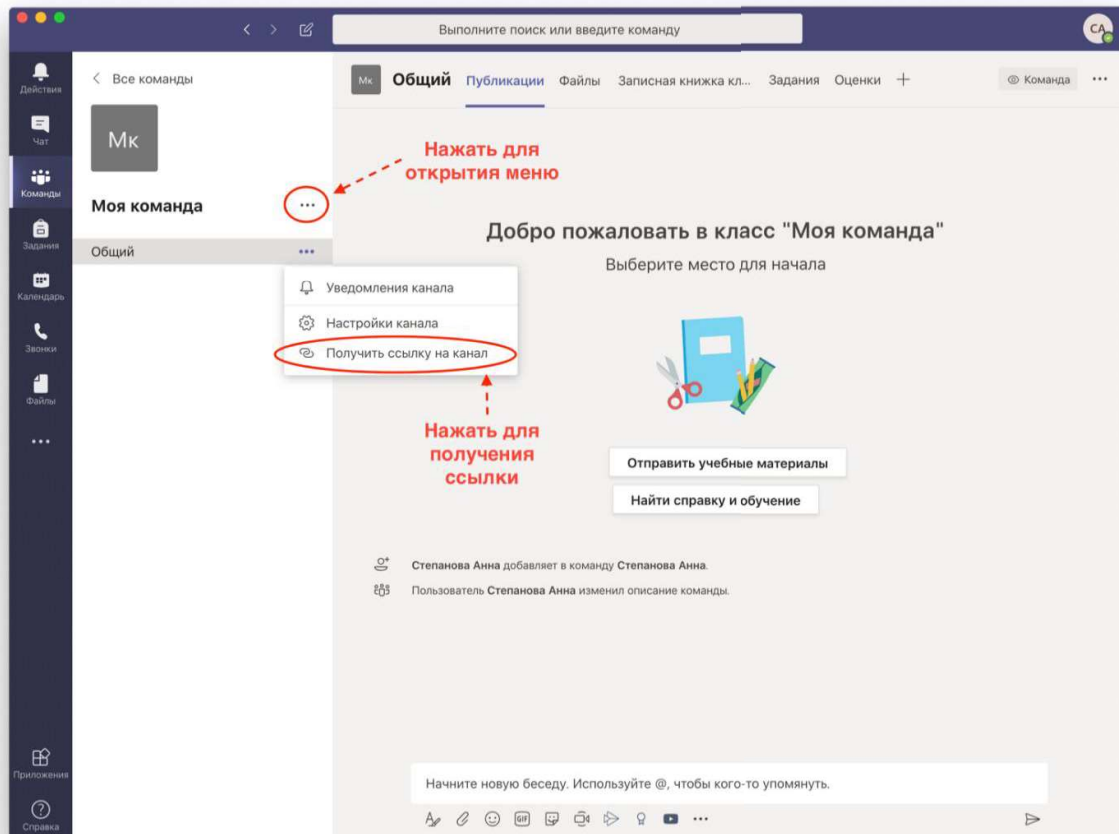 Выполните поиск или введите команду
СА
Действия
Чат
Команды
Задания
Календарь
Звонки
Файлы
Приложения
Справка
Все команды
Мк
Моя команда
Общий
Уведомления канала
Настройки канала
Получить ссылку на канал
Мк Общий Публикации Файлы Записная книжка кл... Задания Оценки Команда
Нажать для
открытия меню
Добро пожаловать в класс "Моя команда"
Выберите место для начала
Нажать для
получения
ссылки
Отправить учебные материалы
Найти справку и обучение
Степанова Анна добавляет в команду Степанова Анна.
Пользователь Степанова Анна изменил описание команды.
Начните новую беседу. Используйте @, чтобы кого-то упомянуть.
GIF